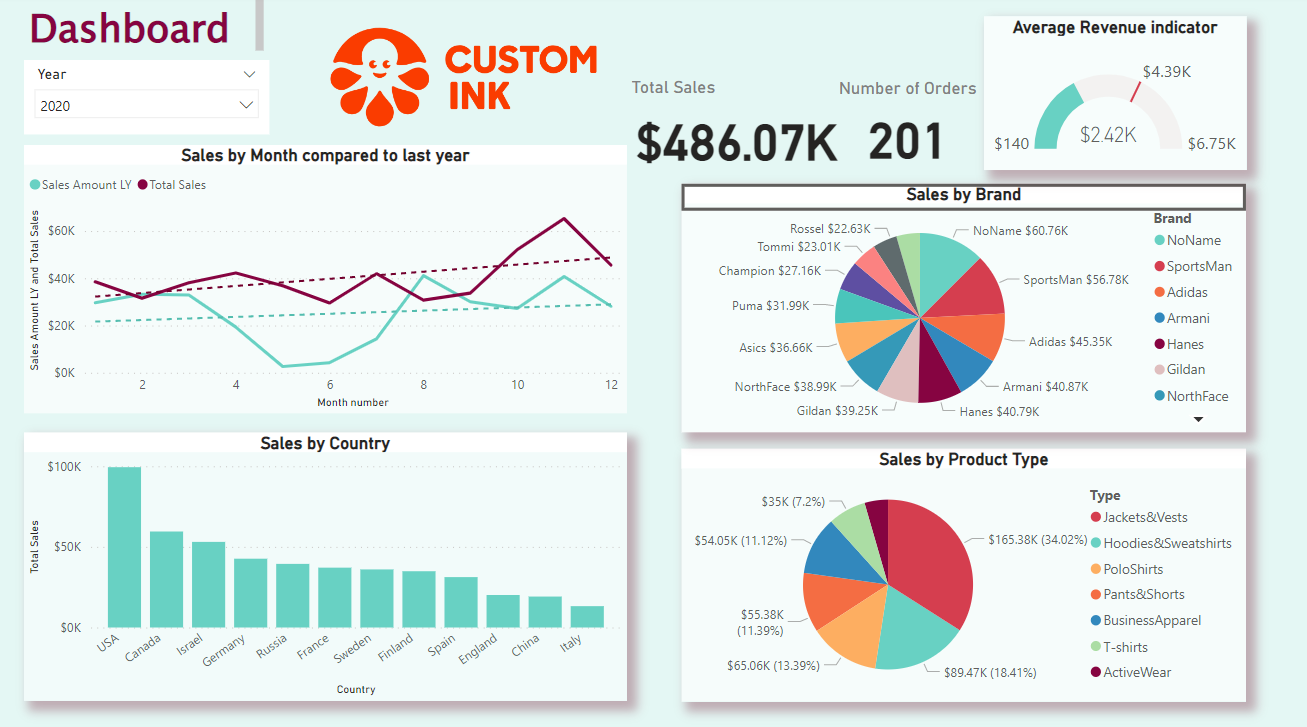 Dashboard
Year
2020
CUSTOM
INK
Total Sales
$486.07K
Number of Orders
201
Average Revenue indicator
$4.39K
$140
$2.42K
$6.75K
Sales by Month compared to last year
Sales Amount LY
Total Sales
Sales Amount LY and Total Sales
$60K
$40K
$20K
$0K
2
4
6
8
10
12
Month number
Sales by Brand
Rossel $22.63K
Tommi $23.01K
Champion $27.16K
Puma $31.99K
Asics $36.66K
NorthFace $38.99K
Gildan $39.25K
NoName $60.76K
SportsMan $56.78K
Adidas $45.35K
Armani $40.87K
Hanes $40.79K
Brand
NoName
SportsMan
Adidas
Armani
Hanes
Gildan
NorthFace
Sales by Country
Total Sales
$100K
$50K
$0K
USA
Canada
Israel
Germany
Russia
France
Sweden
Finland
Spain
England
China
Italy
Country
Sales by Product Type
$35K (7.2%)
$54.05K (11.12%)
$55.38K
(11.39%)
$65.06K (13.39%)
$165.38K (34.02%)
$89.47K (18.41%)
Type
Jackets&Vests
Hoodies&Sweatshirts
PoloShirts
Pants&Shorts
BusinessApparel
T-shirts
ActiveWear